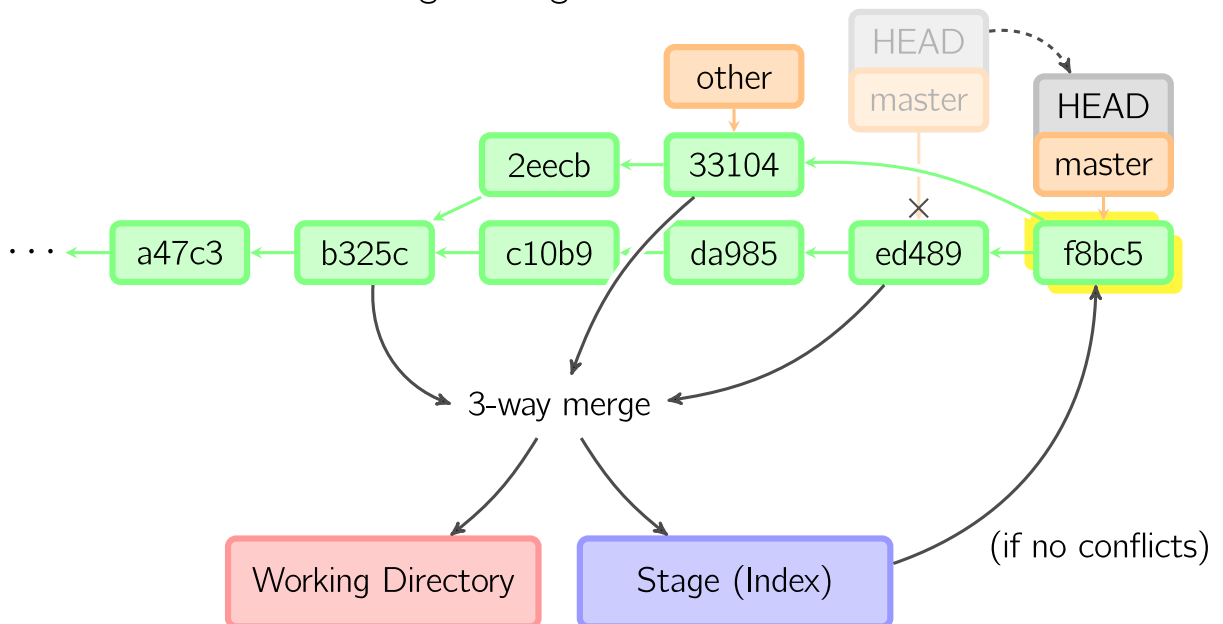 HEAD
other
HEAD
master
2eecb
33104
master
...
a47c3
b325c
c10b9
da985
ed489
f8bc5
3-way merge
(if no conflicts)
Working Directory
Stage (Index)